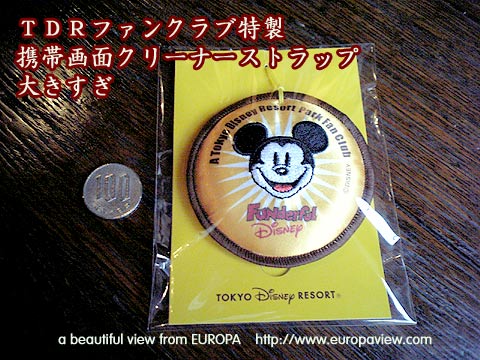 ＴＤＲファンクラブ特製
携帯画面クリーナーストラップ
大きすぎ
A Tokyo Disney Resort Park Fan Club
©DISNEY
Funderful
Disney
100
TOKYO Disney RESORT®
a beautiful view from EUROPA http://www.europaview.com